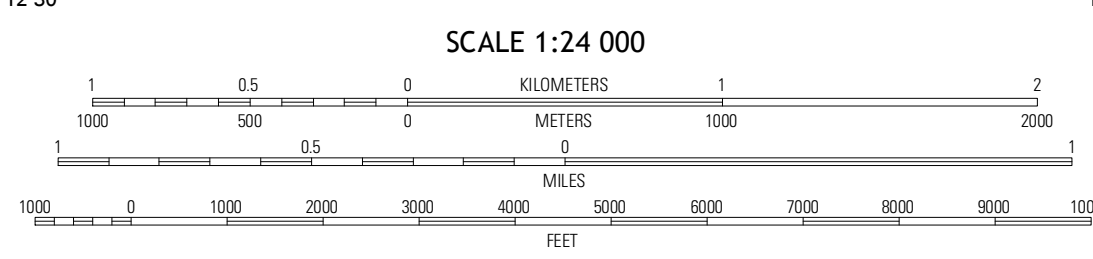 SCALE 1:24 000
1 0.5 0 KILOMETERS 1 2
1000 500 0 METERS 1000 2000
1 0.5 0 1
MILES
1000 0 1000 2000 3000 4000 5000 6000 7000 8000 9000 100
FEET